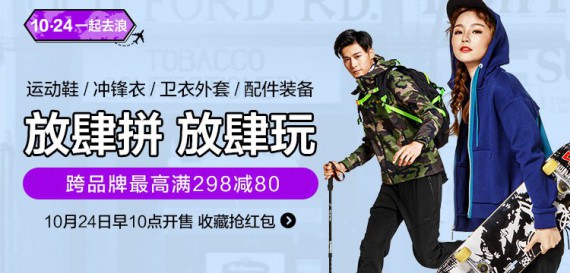 10·24一起去浪
运动鞋 / 冲锋衣 / 卫衣外套 / 配件装备
放肆拼 放肆玩
跨品牌最高满298减80
10月24日早10点开售 收藏抢红包
TOBACCO